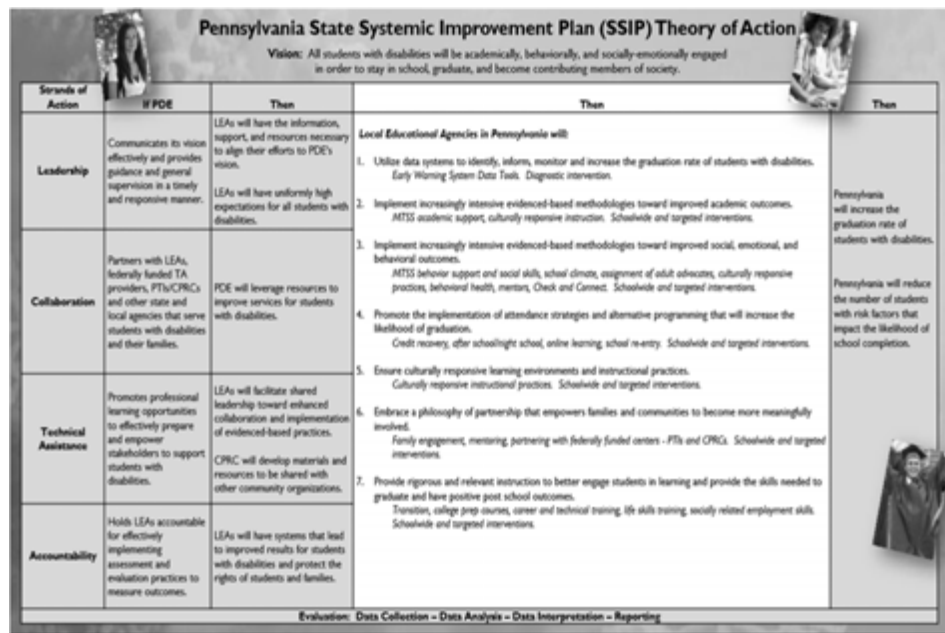 Pennsylvania State Systemic Improvement Plan (SSIP) Theory of Action
Vision: All students with disabilities will be academically, behaviorally, and socially-emotionally engaged
in order to stay in school, graduate, and become contributing members of society.
Strands of
Action
If PDE
Then
Then
Then
Leadership
Communicates its vision
effectively and provides
guidance and general
supervision in a timely
and responsive manner.
LEAs will have the information,
support, and resources necessary
to align their efforts to PDE's
vision.
LEAs will have uniformly high
expectations for all students with
disabilities.
Collaboration
Partners with LEAs,
federally funded TA
providers, PTIs/CPRCs
and other state and
local agencies that serve
students with disabilities
and their families.
PDE will leverage resources to
improve services for students
with disabilities.
Technical
Assistance
Promotes professional
learning opportunities
to effectively prepare
and empower
stakeholders to support
students with
disabilities.
LEAs will facilitate shared
leadership toward enhanced
collaboration and implementation
of evidenced-based practices.
CPRC will develop materials and
resources to be shared with
other community organizations.
Accountability
Holds LEAs accountable
for effectively
implementing
assessment and
evaluation practices to
measure outcomes.
LEAs will have systems that lead
to improved results for students
with disabilities and protect the
rights of students and families.
Local Educational Agencies in Pennsylvania will:
1. Utilize data systems to identify, inform, monitor and increase the graduation rate of students with disabilities.
Early Warning System Data Tools. Diagnostic intervention.
2. Implement increasingly intensive evidenced-based methodologies toward improved academic outcomes.
MTSS academic support, culturally responsive instruction. Schoolwide and targeted interventions.
3. Implement increasingly intensive evidenced-based methodologies toward improved social, emotional, and
behavioral outcomes.
MTSS behavior support and social skills, school climate, assignment of adult advocates, culturally responsive
practices, behavioral health, mentors, Check and Connect. Schoolwide and targeted interventions.
4. Promote the implementation of attendance strategies and alternative programming that will increase the
likelihood of graduation.
Credit recovery, after school/night school, online learning, school re-entry. Schoolwide and targeted interventions.
5. Ensure culturally responsive learning environments and instructional practices.
Culturally responsive instructional practices. Schoolwide and targeted interventions.
6. Embrace a philosophy of partnership that empowers families and communities to become more meaningfully
involved.
Family engagement, mentoring, partnering with federally funded centers - PTIs and CPRCs. Schoolwide and targeted
interventions.
7. Provide rigorous and relevant instruction to better engage students in learning and provide the skills needed to
graduate and have positive post school outcomes.
Transition, college prep courses, career and technical training, life skills training, socially related employment skills.
Schoolwide and targeted interventions.
Pennsylvania
will increase the
graduation rate of
students with disabilities.
Pennsylvania will reduce
the number of students
with risk factors that
impact the likelihood of
school completion.
Evaluation: Data Collection – Data Analysis – Data Interpretation – Reporting